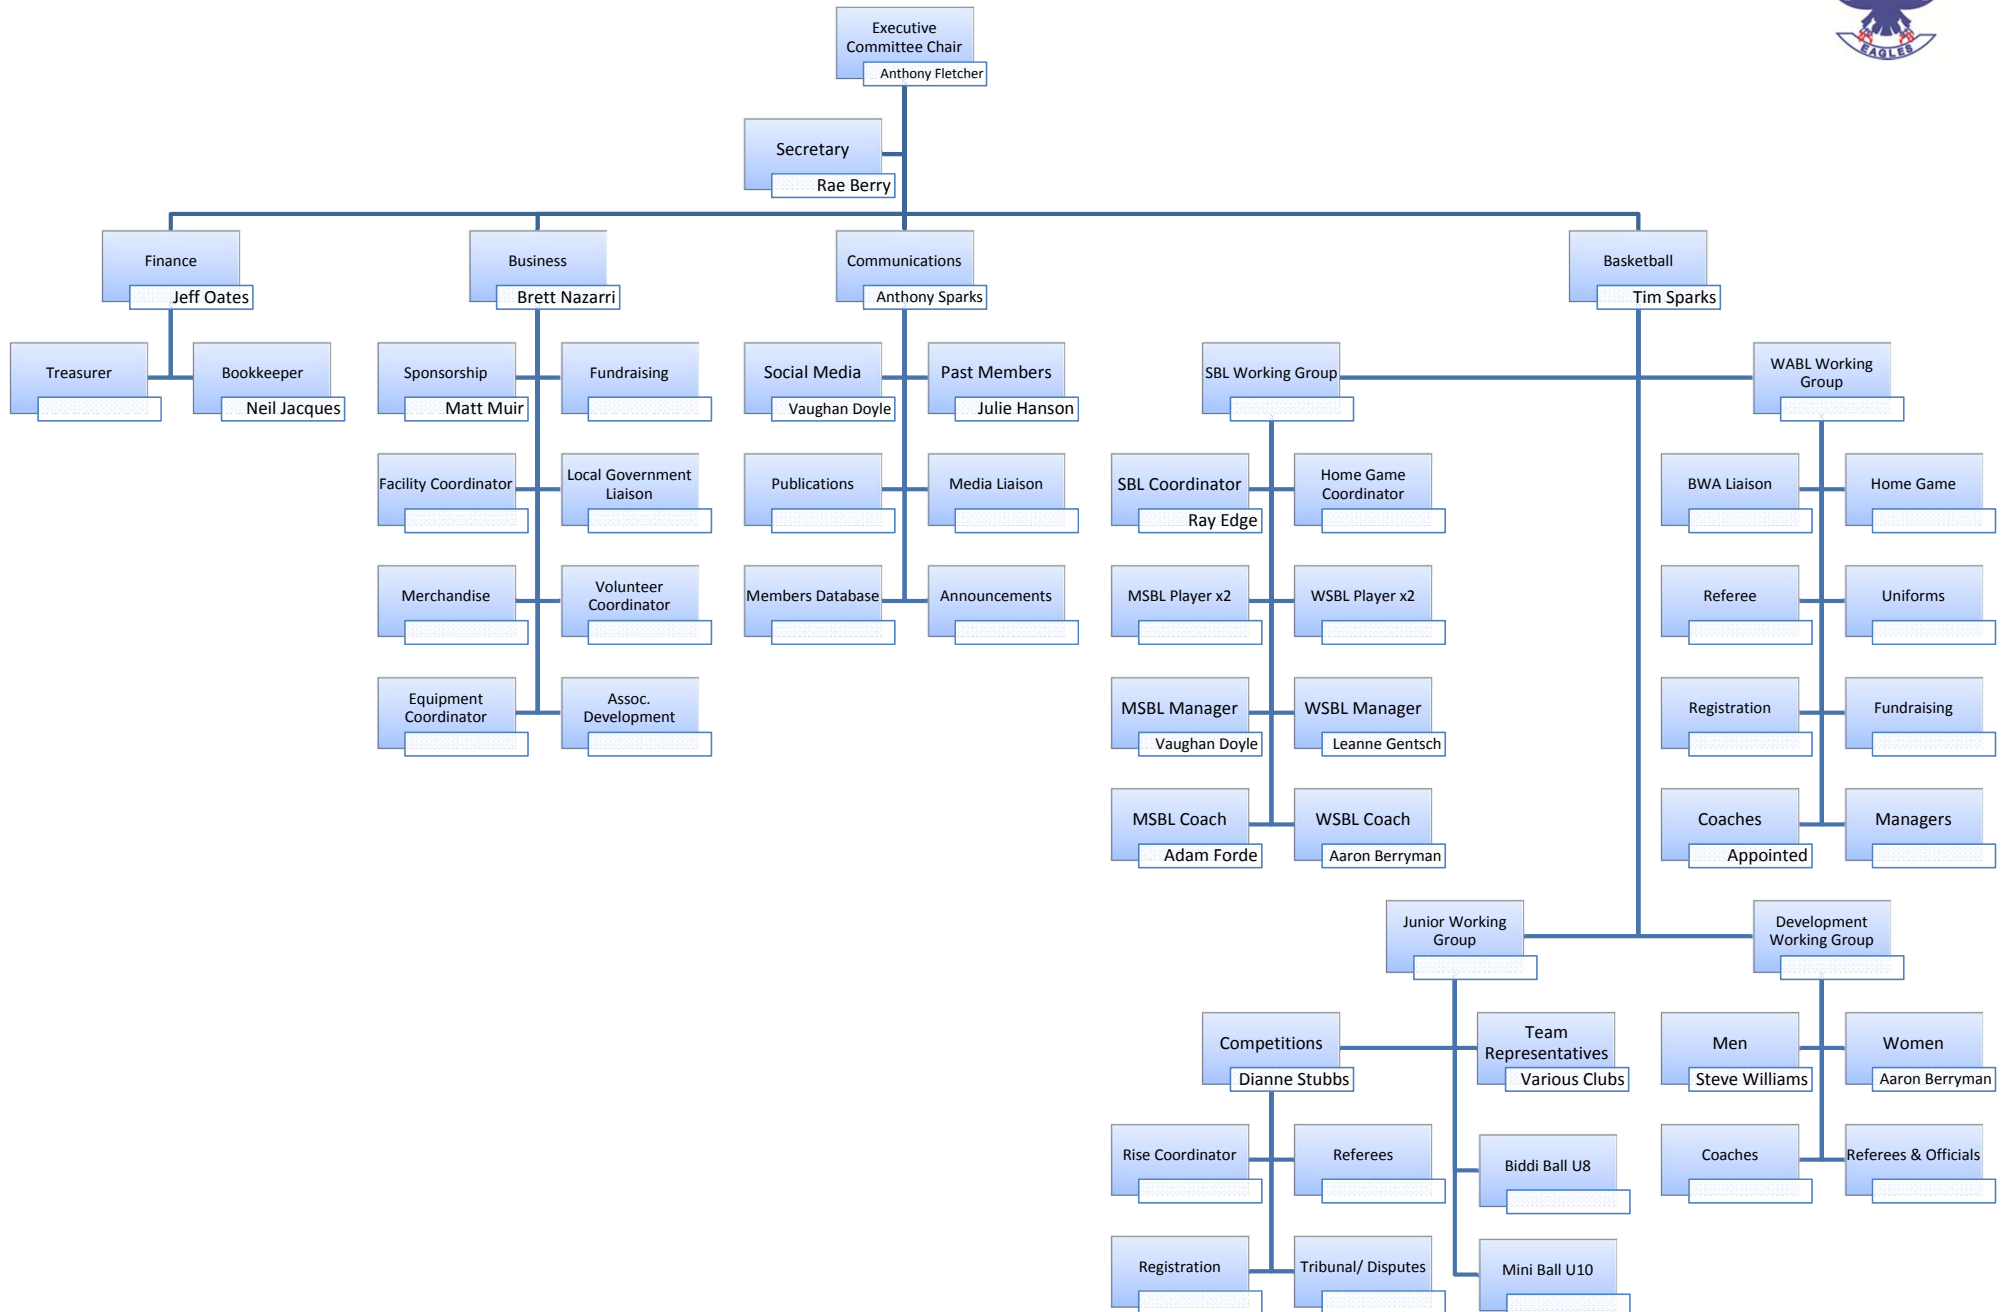 EAGLES
Executive
Committee Chair
Anthony Fletcher
Secretary
Rae Berry
Finance
Jeff Oates
Business
Brett Nazarri
Communications
Anthony Sparks
Basketball
Tim Sparks
Treasurer
Bookkeeper
Neil Jacques
Sponsorship
Matt Muir
Fundraising
Social Media
Vaughan Doyle
Past Members
Julie Hanson
SBL Working Group
WABL Working
Group
Facility Coordinator
Local Government
Liaison
Publications
Media Liaison
SBL Coordinator
Ray Edge
Home Game
Coordinator
BWA Liaison
Home Game
Merchandise
Volunteer
Coordinator
Members Database
Announcements
MSBL Player x2
WSBL Player x2
Referee
Uniforms
Equipment
Coordinator
Assoc.
Development
MSBL Manager
Vaughan Doyle
WSBL Manager
Leanne Gentsch
Registration
Fundraising
MSBL Coach
Adam Forde
WSBL Coach
Aaron Berryman
Coaches
Appointed
Managers
Junior Working
Group
Development
Working Group
Competitions
Dianne Stubbs
Team
Representatives
Various Clubs
Men
Steve Williams
Women
Aaron Berryman
Rise Coordinator
Referees
Biddi Ball U8
Coaches
Referees & Officials
Registration
Tribunal/ Disputes
Mini Ball U10